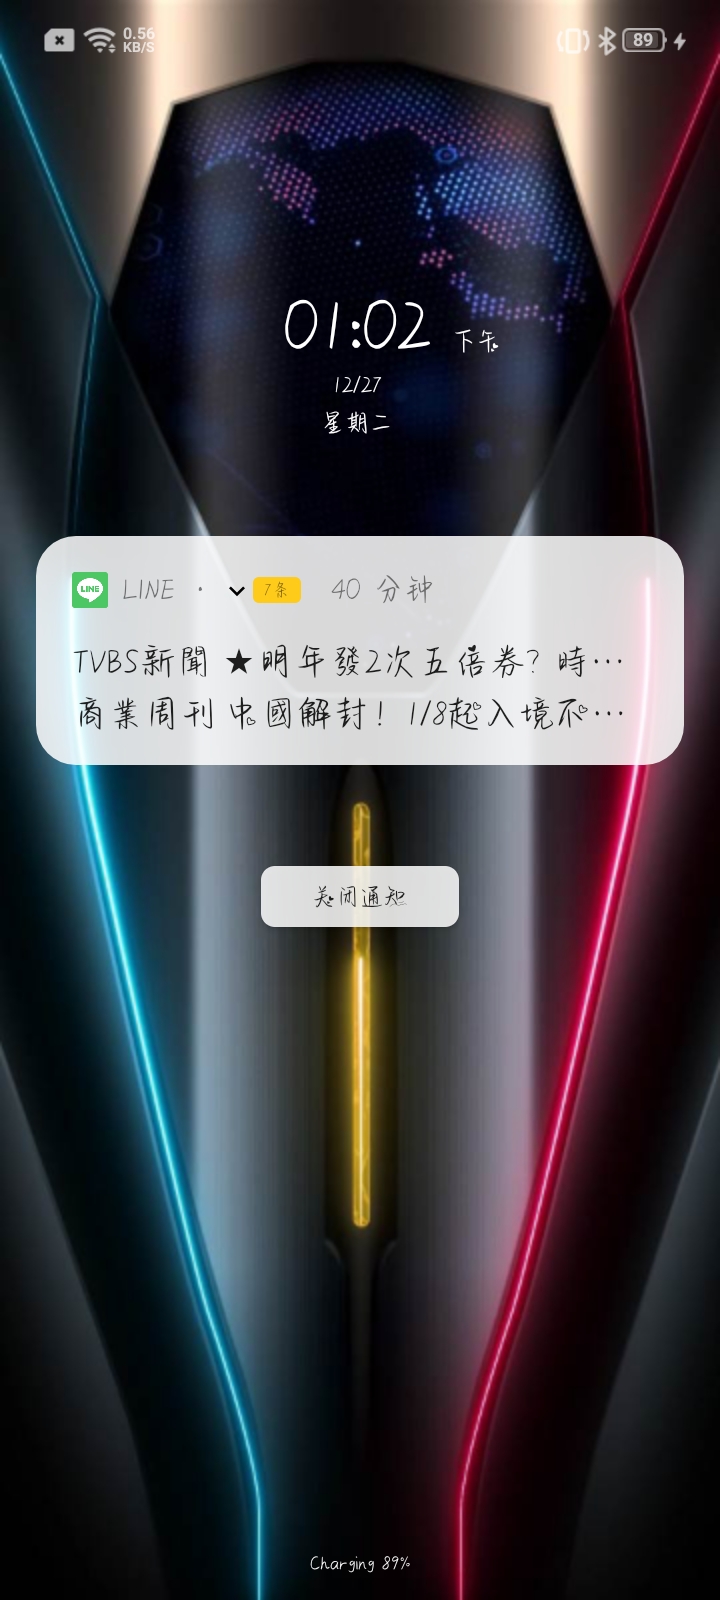 0.56
KB/S
89
01:02 下午
12/27
星期二
LINE · 7条 40 分钟
TVBS新聞 ★明年發2次五倍券? 時…
商業周刊 中國解封! 1/8起入境不…
关闭通知
Charging 89%